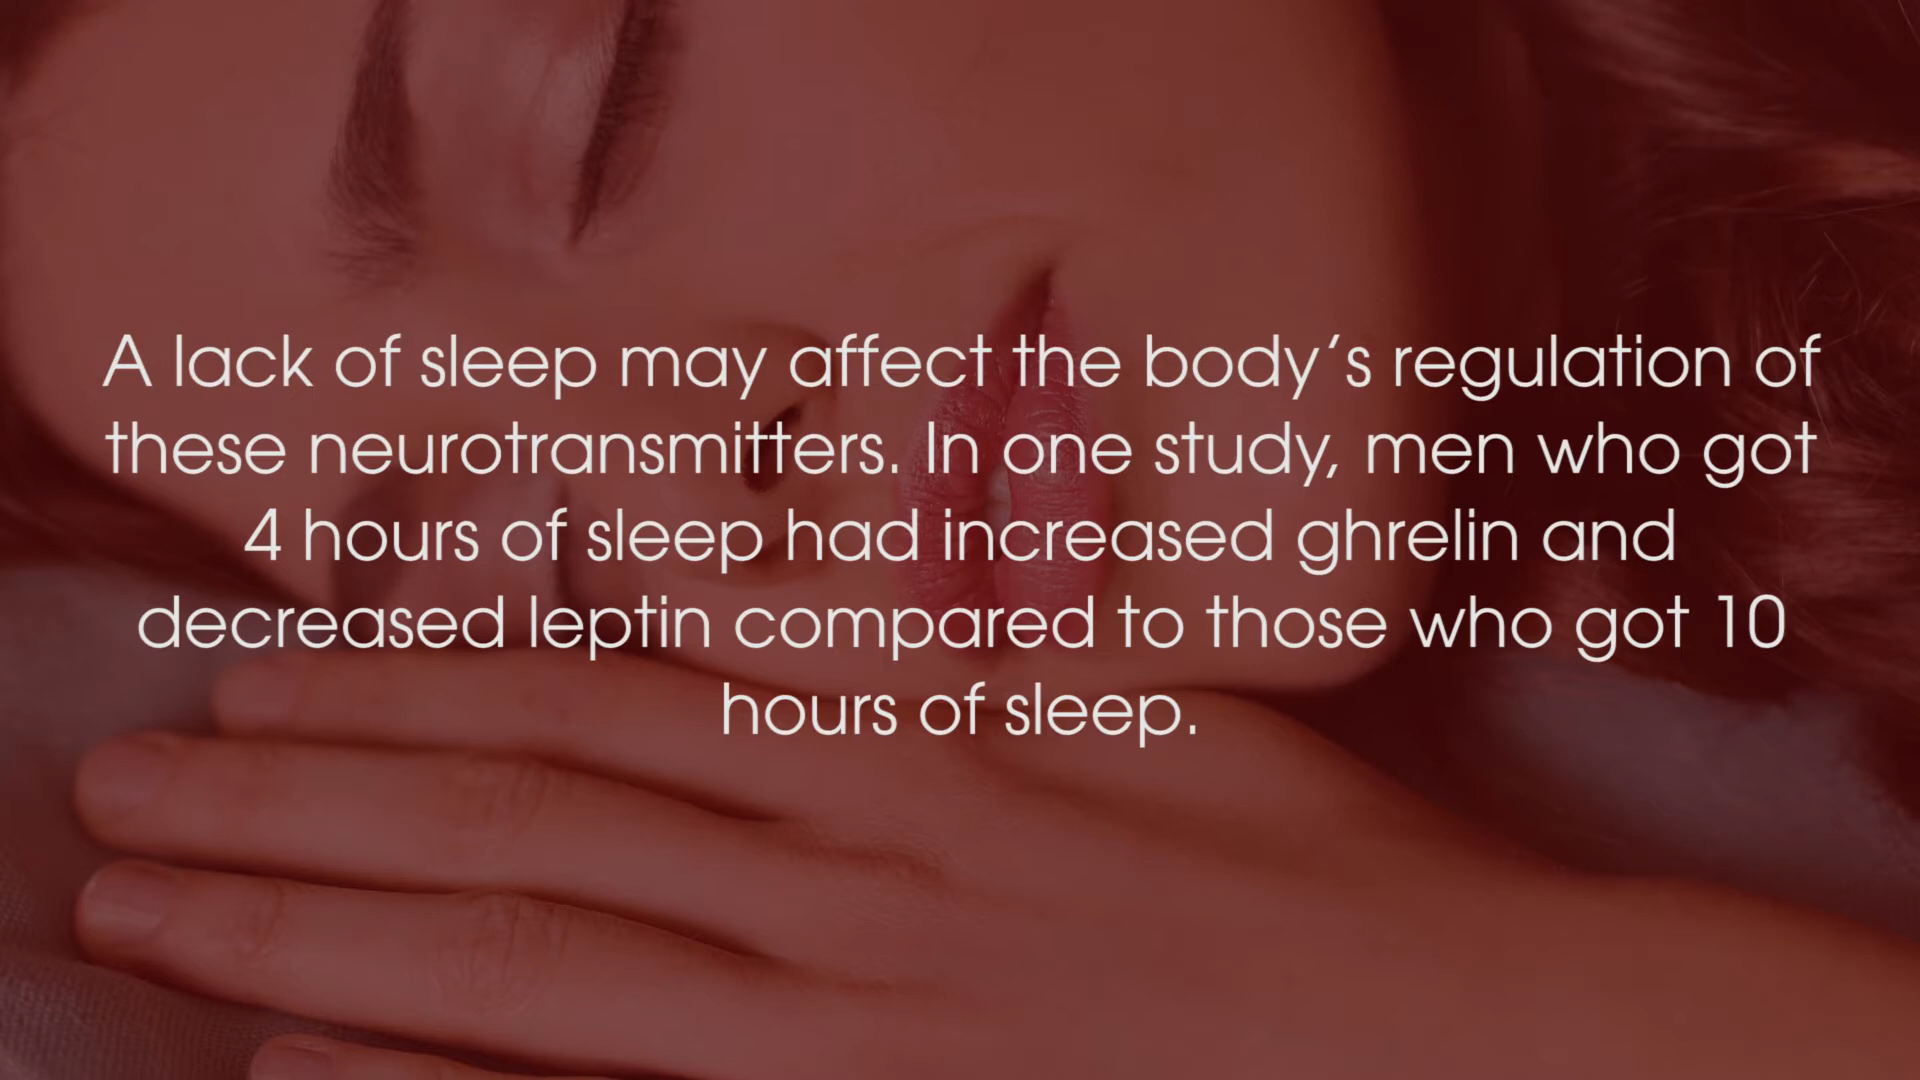 A lack of sleep may affect the body's regulation of
these neurotransmitters. In one study, men who got
4 hours of sleep had increased ghrelin and
decreased leptin compared to those who got 10
hours of sleep.